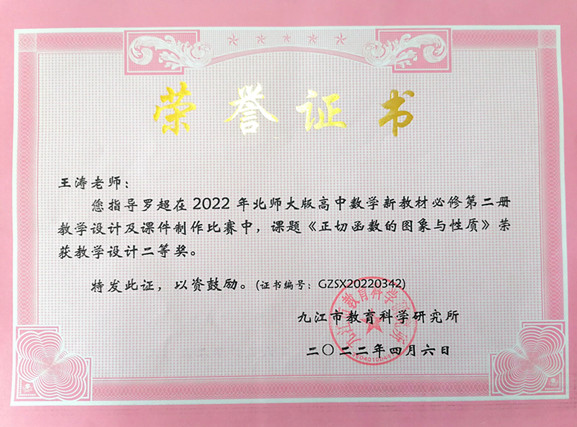 荣誉证书
王涛老师：
您指导罗超在2022年北师大版高中数学新教材必修第二册
教学设计及课件制作比赛中，课题《正切函数的图象与性质》荣
获教学设计二等奖。
特发此证，以资鼓励。(证书编号：GZSX20220342)
九江市教育科学研究所
二〇二二年四月六日